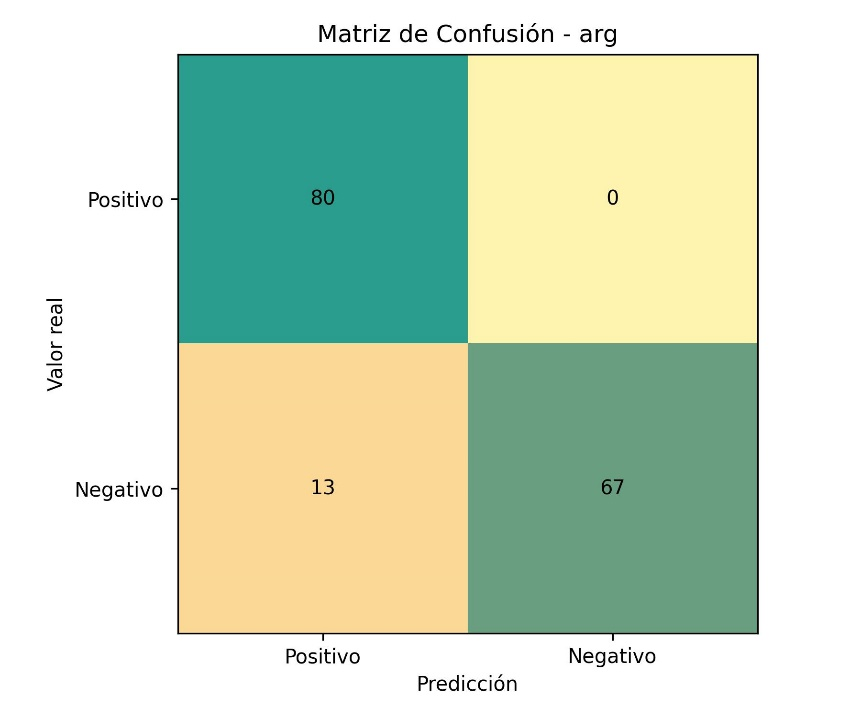 Matriz de Confusión - arg
Positivo
80
0
Valor real
Negativo
13
67
Positivo
Negativo
Predicción